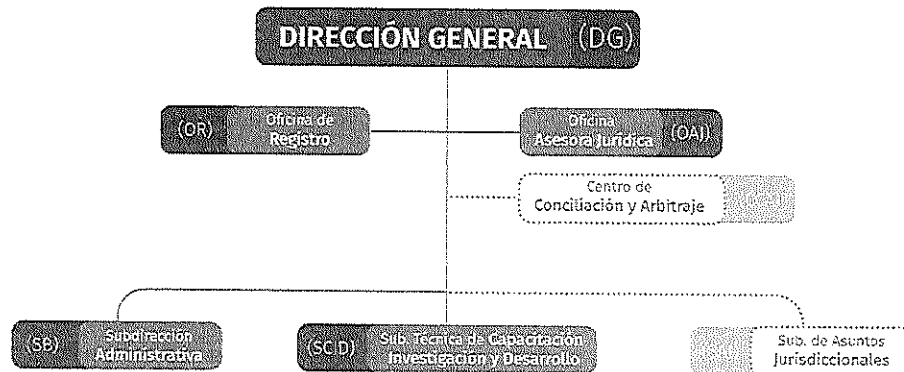 DIRECCIÓN GENERAL (DG)
(OR) Oficina de
Registro
Oficina
Asesora Jurídica (OAJ)
Centro de
Conciliación y Arbitraje
(SB) Subdirección
Administrativa
(SCID) Sub. Técnica de Capacitación
Investigación y Desarrollo
Sub. de Asuntos
Jurisdiccionales